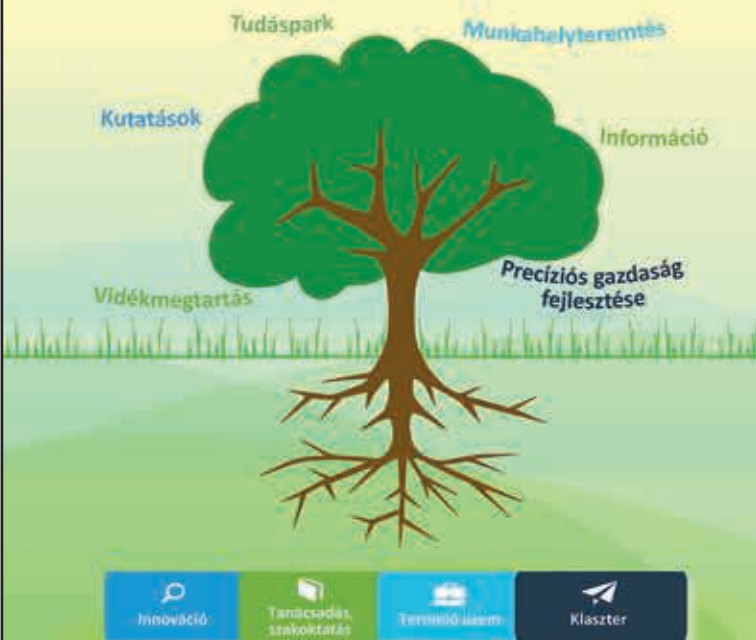 Tudáspark
Munkahelyteremtés
Kutatások
Információ
Precíziós gazdaság
fejlesztése
Vidékmegtartás
Innováció
Tanácsadás,
szakoktatás
Termelő üzem
Klaszter